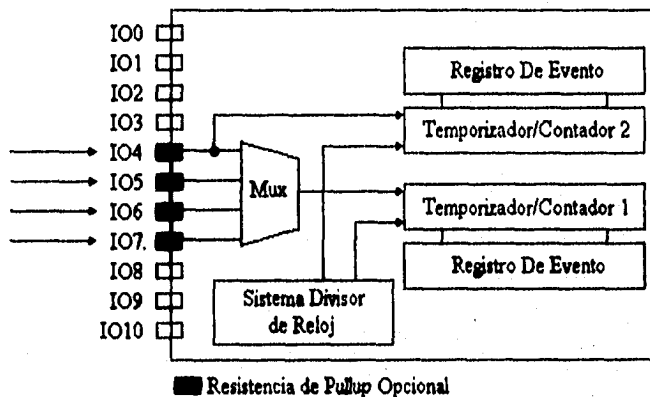 IO0
IO1
IO2
IO3
IO4
IO5
IO6
IO7.
IO8
IO9
IO10
Mux
Registro De Evento
Temporizador/Contador 2
Temporizador/Contador 1
Registro De Evento
Sistema Divisor
de Reloj
Resistencia de Pullup Opcional